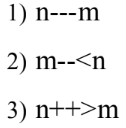 1) n---m
2) m--<n
3) n++>m